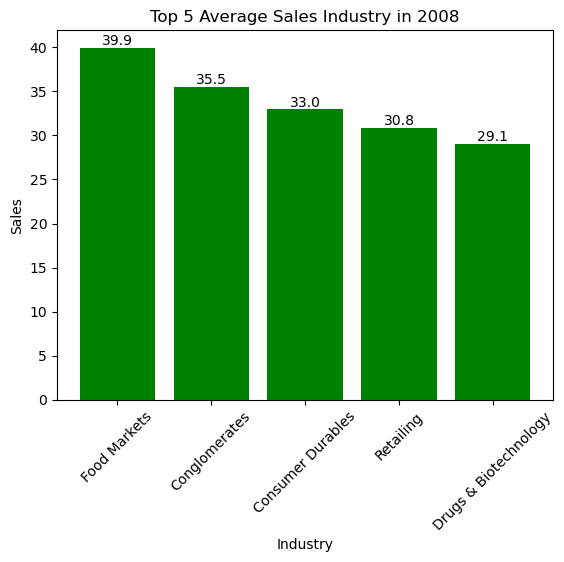 Top 5 Average Sales Industry in 2008
39.9
35.5
33.0
30.8
29.1
40
35
30
25
20
15
10
5
0
Sales
Food Markets
Conglomerates
Consumer Durables
Retailing
Drugs & Biotechnology
Industry